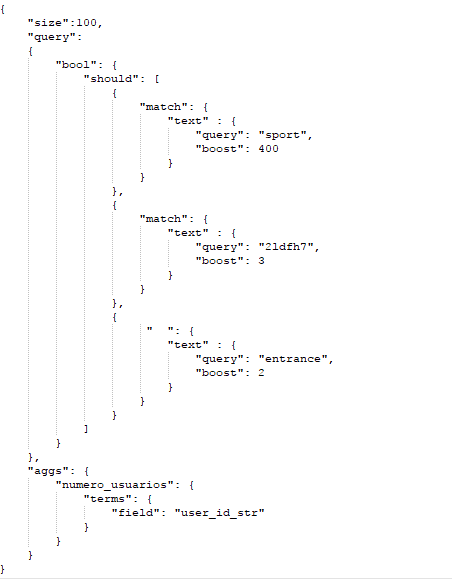 {
    "size":100,
    "query":
    {
        "bool": {
            "should": [
                {
                    "match": {
                        "text" : {
                            "query": "sport",
                            "boost": 400
                        }
                    }
                },
                {
                    "match": {
                        "text" : {
                            "query": "2ldfh7",
                            "boost": 3
                        }
                    }
                },
                {
                     "  ": {
                        "text" : {
                            "query": "entrance",
                            "boost": 2
                        }
                    }
                }
            ]
        }
    },
    "aggs": {
        "numero_usuarios": {
            "terms": {
                "field": "user_id_str"
            }
        }
    }
}